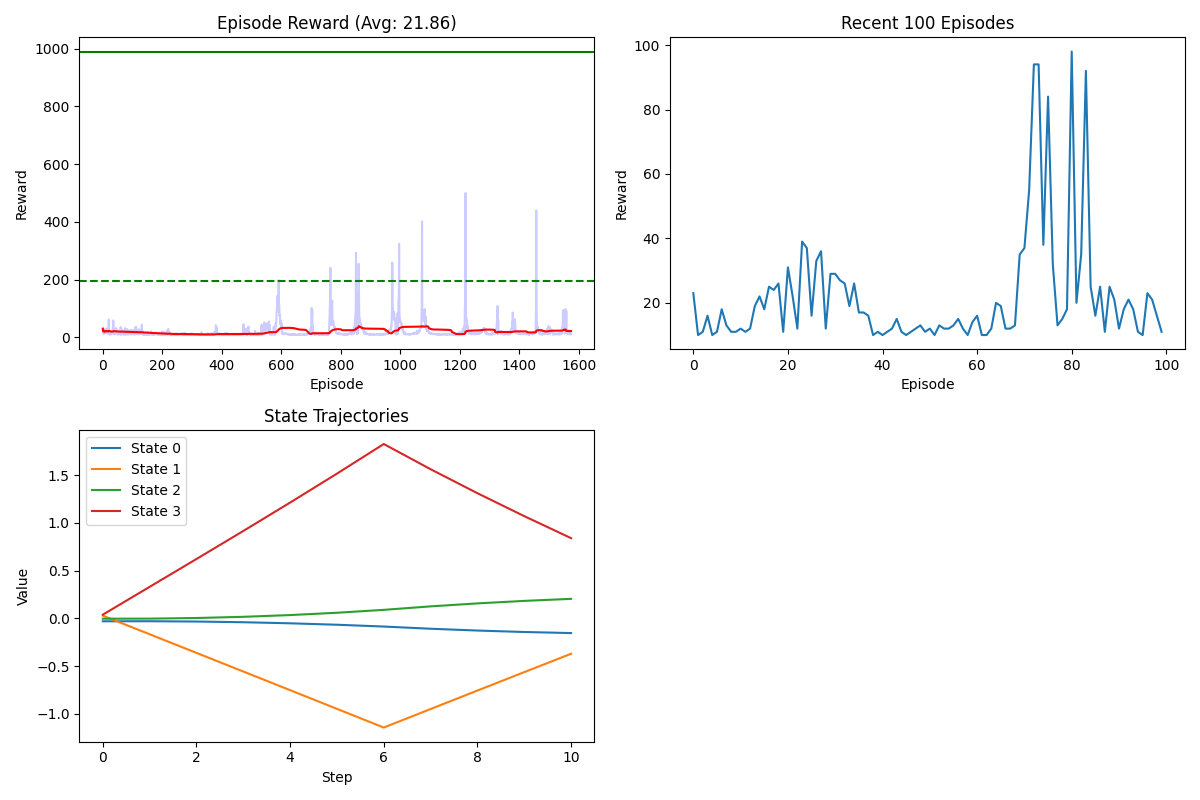 Episode Reward (Avg: 21.86)
Reward
1000
800
600
400
200
0
0 200 400 600 800 1000 1200 1400 1600
Episode
Recent 100 Episodes
Reward
100
80
60
40
20
0 20 40 60 80 100
Episode
State Trajectories
State 0
State 1
State 2
State 3
Value
1.5
1.0
0.5
0.0
−0.5
−1.0
0 2 4 6 8 10
Step